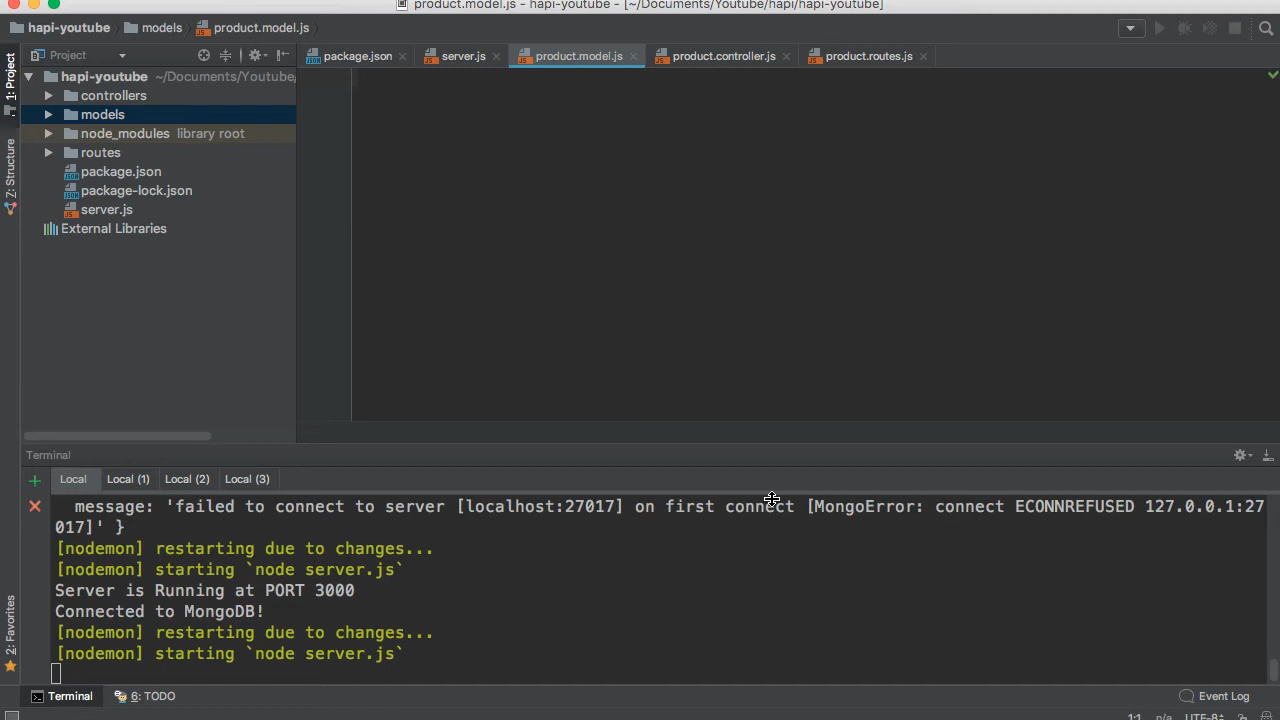 product.model.js - hapi-youtube - [~/Documents/Youtube/hapi/hapi-youtube]
hapi-youtube models product.model.js
1: Project
Project
package.json server.js product.model.js product.controller.js product.routes.js
hapi-youtube ~/Documents/Youtube/
controllers
models
node_modules library root
routes
package.json
package-lock.json
server.js
External Libraries
Z: Structure
Terminal
Local Local (1) Local (2) Local (3)
message: 'failed to connect to server [localhost:27017] on first connect [MongoError: connect ECONNREFUSED 127.0.0.1:27
017]' }
[nodemon] restarting due to changes...
[nodemon] starting `node server.js`
Server is Running at PORT 3000
Connected to MongoDB!
[nodemon] restarting due to changes...
[nodemon] starting `node server.js`
2: Favorites
Terminal 6: TODO Event Log
1:1 n/a UTF-8